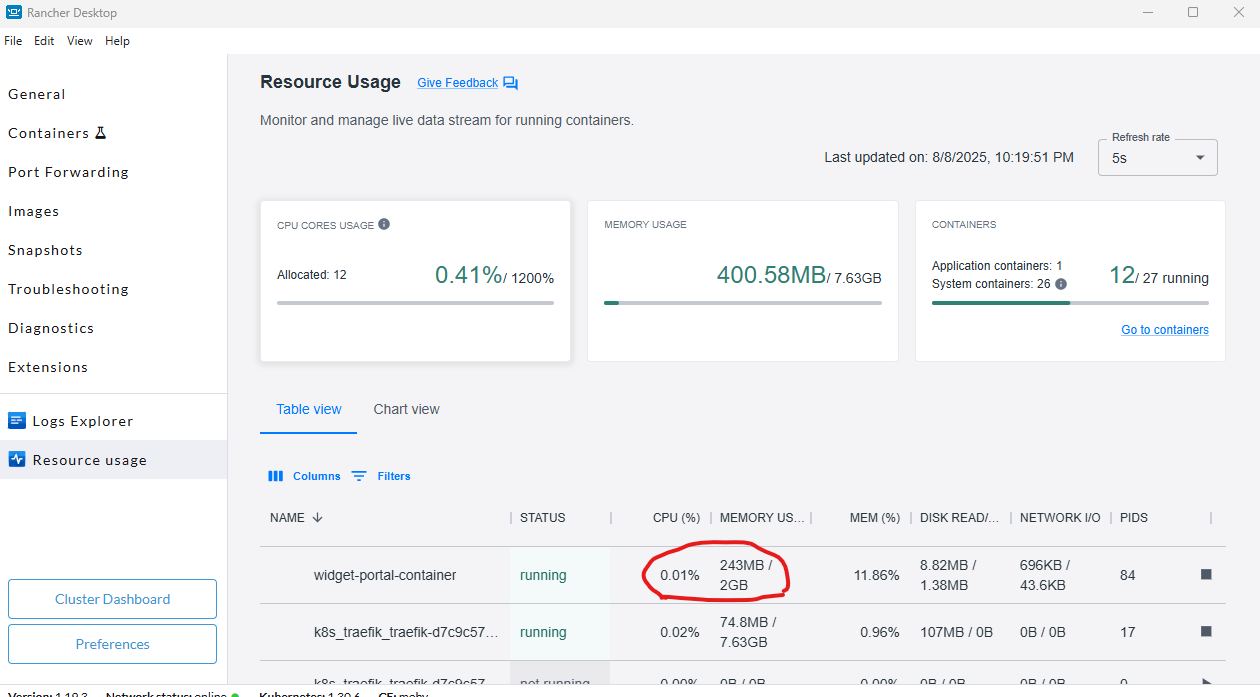 Rancher Desktop
File Edit View Help
General
Containers
Port Forwarding
Images
Snapshots
Troubleshooting
Diagnostics
Extensions
Logs Explorer
Resource usage
Cluster Dashboard
Preferences
Resource Usage Give Feedback
Monitor and manage live data stream for running containers.
Last updated on: 8/8/2025, 10:19:51 PM
Refresh rate
5s
CPU CORES USAGE
Allocated: 12 0.41%/ 1200%
MEMORY USAGE
400.58MB/ 7.63GB
CONTAINERS
Application containers: 1
System containers: 26
12/ 27 running
Go to containers
Table view Chart view
Columns Filters
NAME STATUS CPU (%) MEMORY US... MEM (%) DISK READ/... NETWORK I/O PIDS
widget-portal-container running 0.01% 243MB / 2GB 11.86% 8.82MB / 1.38MB 696KB / 43.6KB 84
k8s_traefik_traefik-d7c9c57... running 0.02% 74.8MB / 7.63GB 0.96% 107MB / 0B 0B / 0B 17
k8s_traefik_traefik-d7c9c57... not running 0.00% 0B / 0B 0.00% 0B / 0B 0B / 0B 0
Version: 1.19.3 Network status: online Kubernetes: 1.30.6 CE: moby